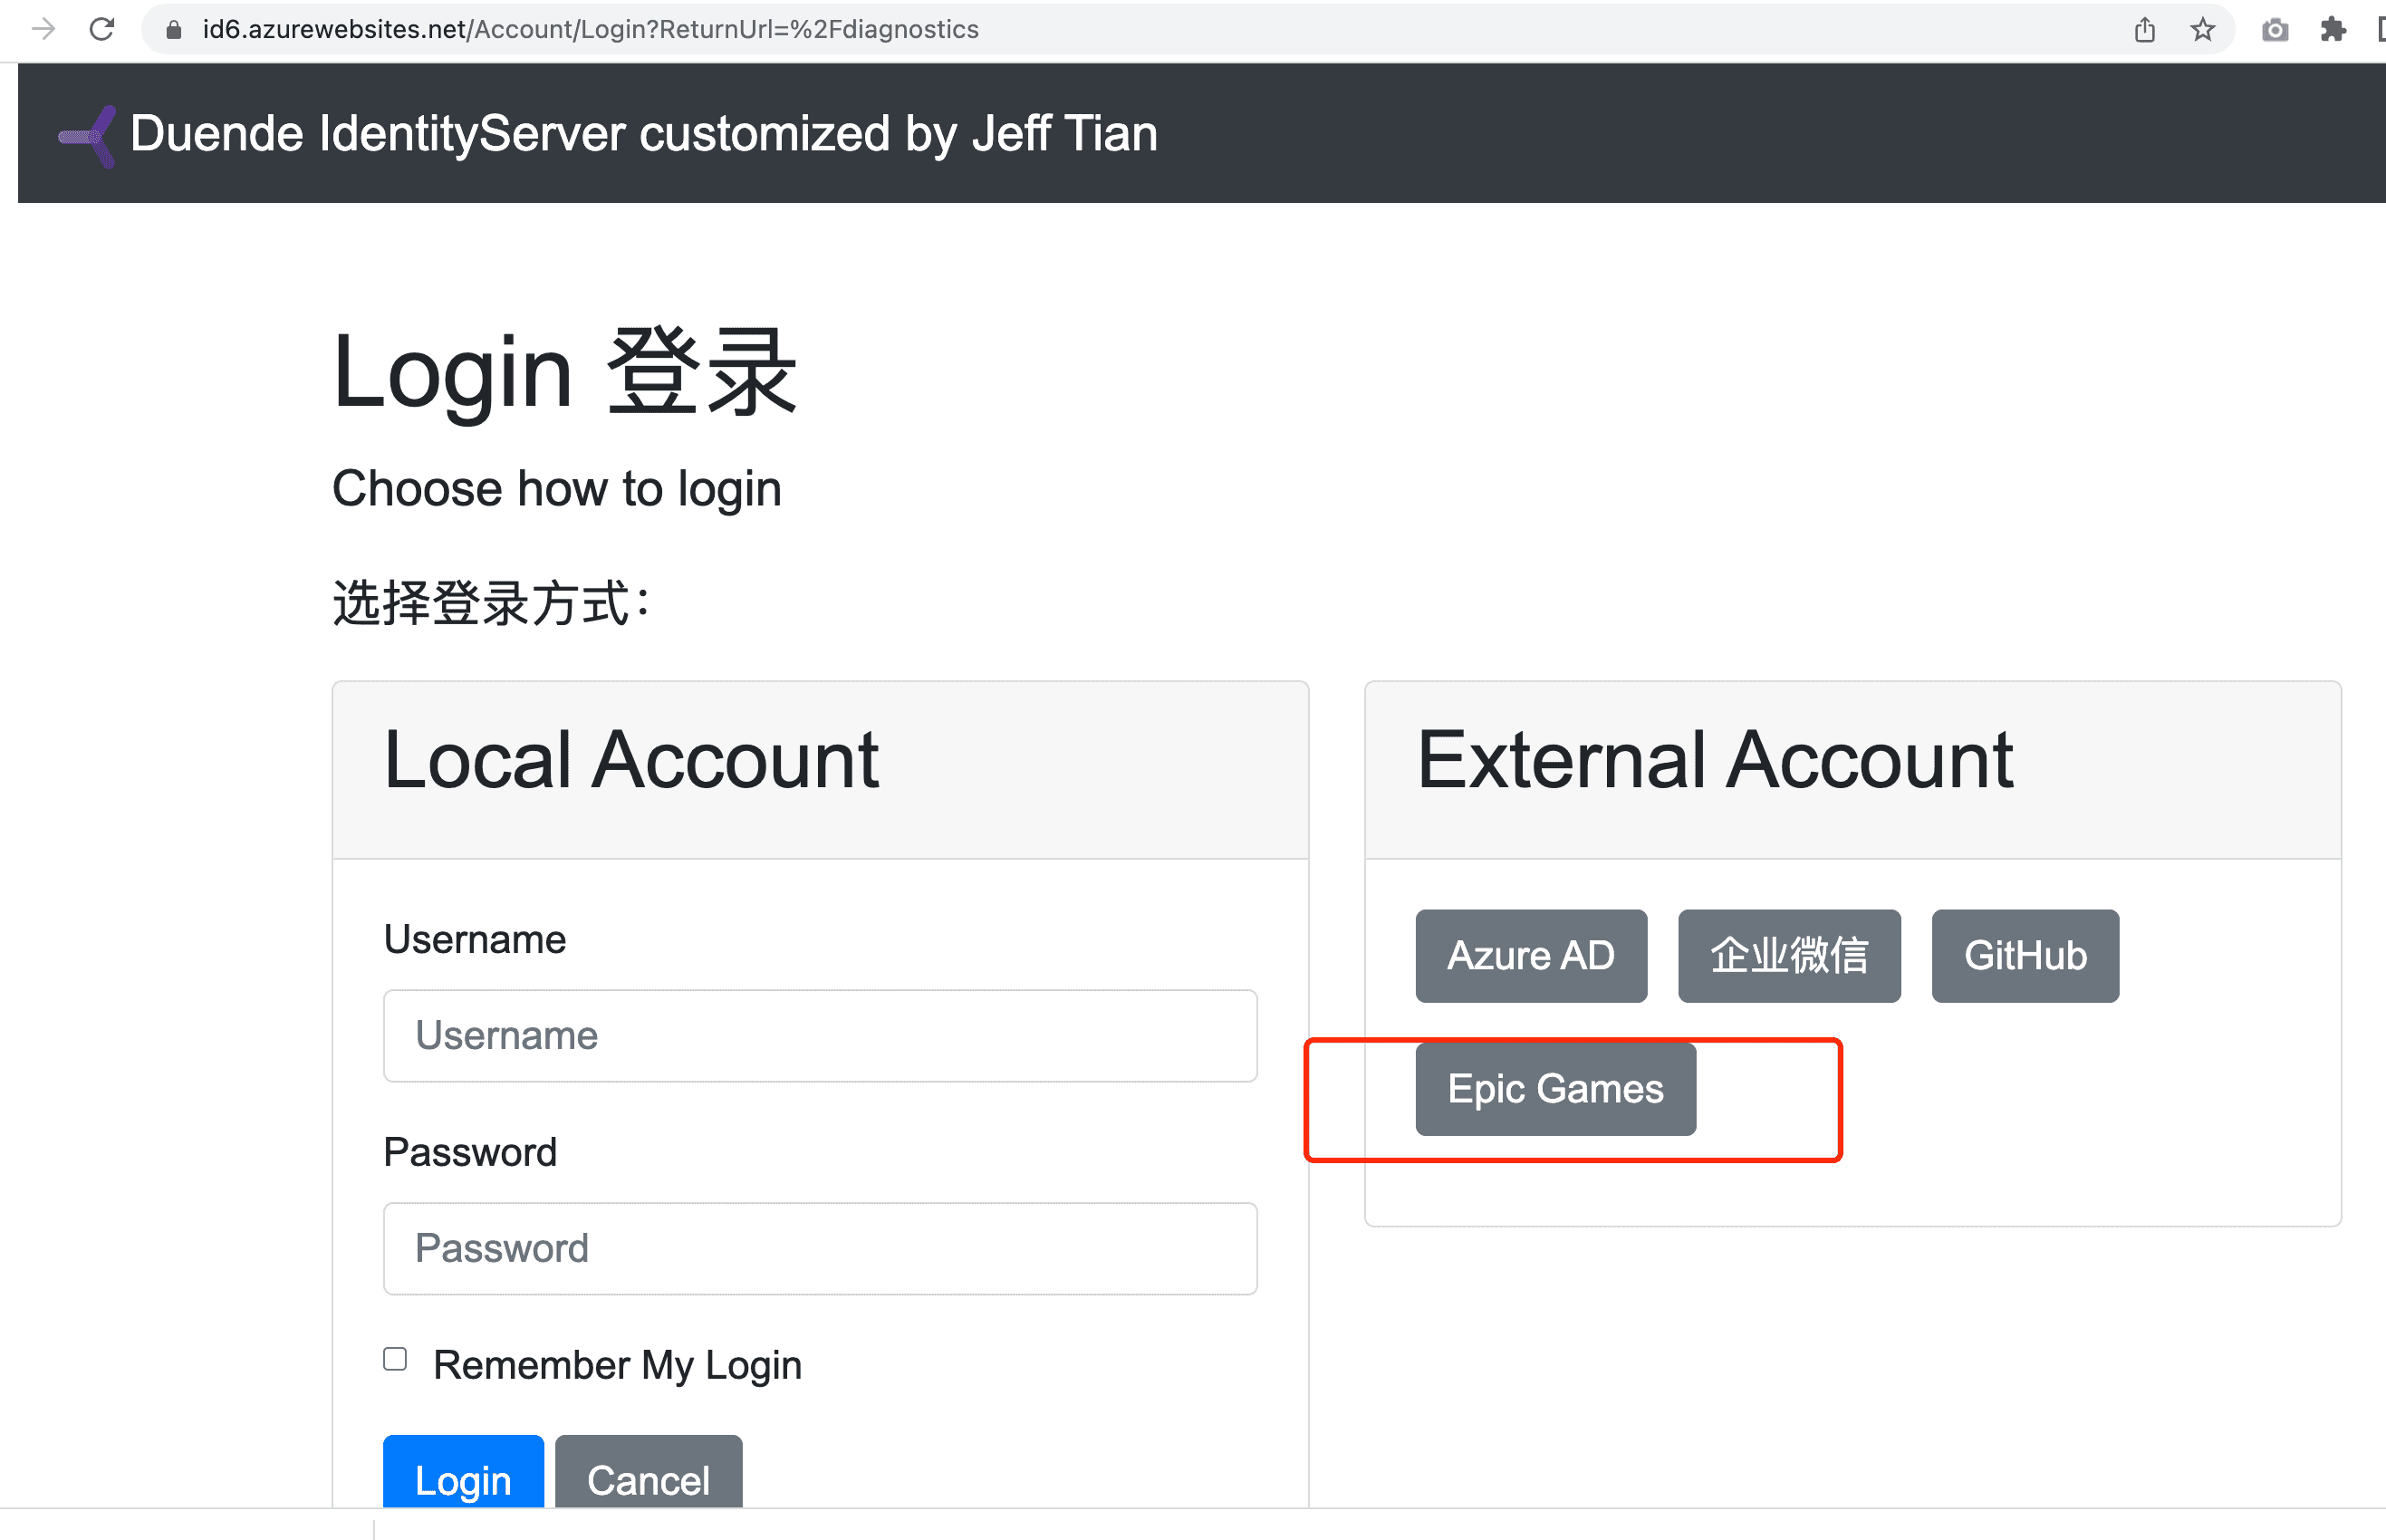 id6.azurewebsites.net/Account/Login?ReturnUrl=%2Fdiagnostics
Duende IdentityServer customized by Jeff Tian
Login 登录
Choose how to login
选择登录方式：
Local Account
Username
Username
Password
Password
Remember My Login
Login Cancel
External Account
Azure AD 企业微信 GitHub
Epic Games